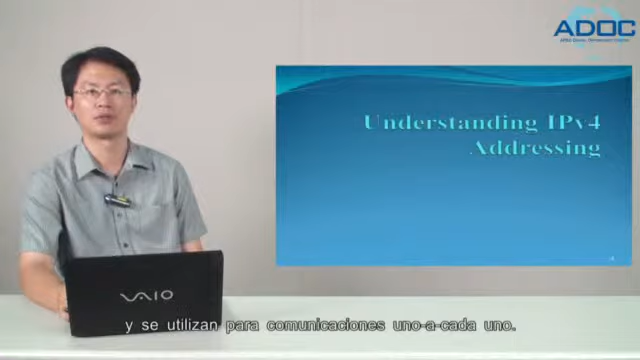 ADOC
Understanding IPv4
Addressing
VAIO
y se utilizan para comunicaciones uno-a-cada uno.